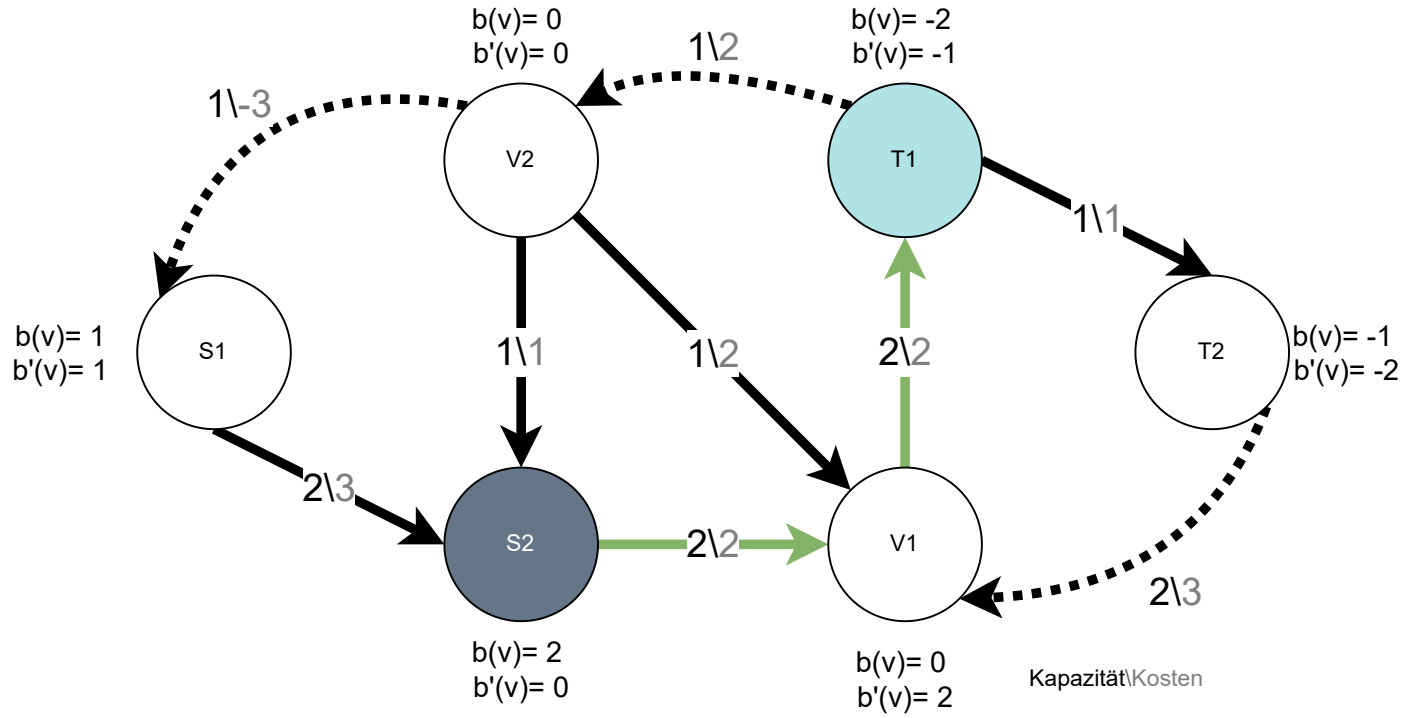 b(v)= 0
b'(v)= 0
b(v)= -2
b'(v)= -1
1\2
1\-3
V2
T1
1\1
b(v)= 1
b'(v)= 1
S1
1\1
1\2
2\2
T2
b(v)= -1
b'(v)= -2
2\3
S2
2\2
V1
2\3
b(v)= 2
b'(v)= 0
b(v)= 0
b'(v)= 2
Kapazität\Kosten